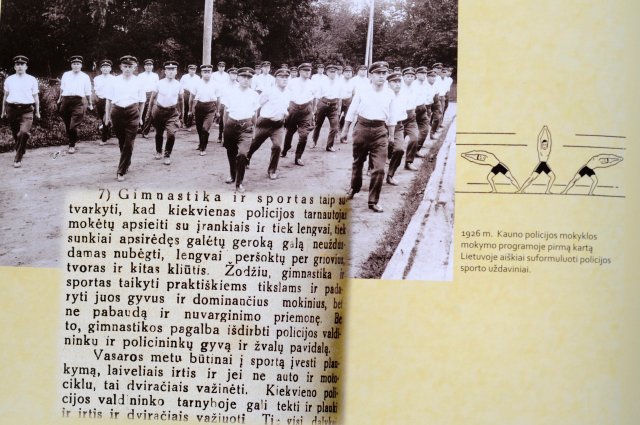 7) Gimnastika ir sportas taip su
tvarkyti, kad kiekvienas policijos tarnautojas
mokėtų apsieiti su įrankiais ir tiek lengvai, tiek
sunkiai apsirėdęs galėtų geroką galą neuždus-
damas nubėgti, lengvai peršoktų per griovius,
tvoras ir kitas kliūtis. Žodžiu, gimnastika ir
sportas taikyti praktiškiems tikslams ir pada-
ryti juos gyvus ir dominančius mokinius, bet
ne pabaudą ir nuvarginimo priemonę. Be
to, gimnastikos pagalba išdirbti policijos valdi-
ninku ir policininkų gyvą ir žvalų pavidalą.
Vasaros metu būtinai į sportą įvesti plau-
kymą, laiveliais irtis ir jei ne auto ir moto-
ciklu, tai dviračiais važinėti. Kiekvieno poli-
cijos valdininko tarnyboje gali tekti ir plaukti
ir irtis ir dviračiais važiuoti.
1926 m. Kauno policijos mokyklos
mokymo programoje pirmą kartą
Lietuvoje aiškiai suformuluoti policijos
sporto uždaviniai.